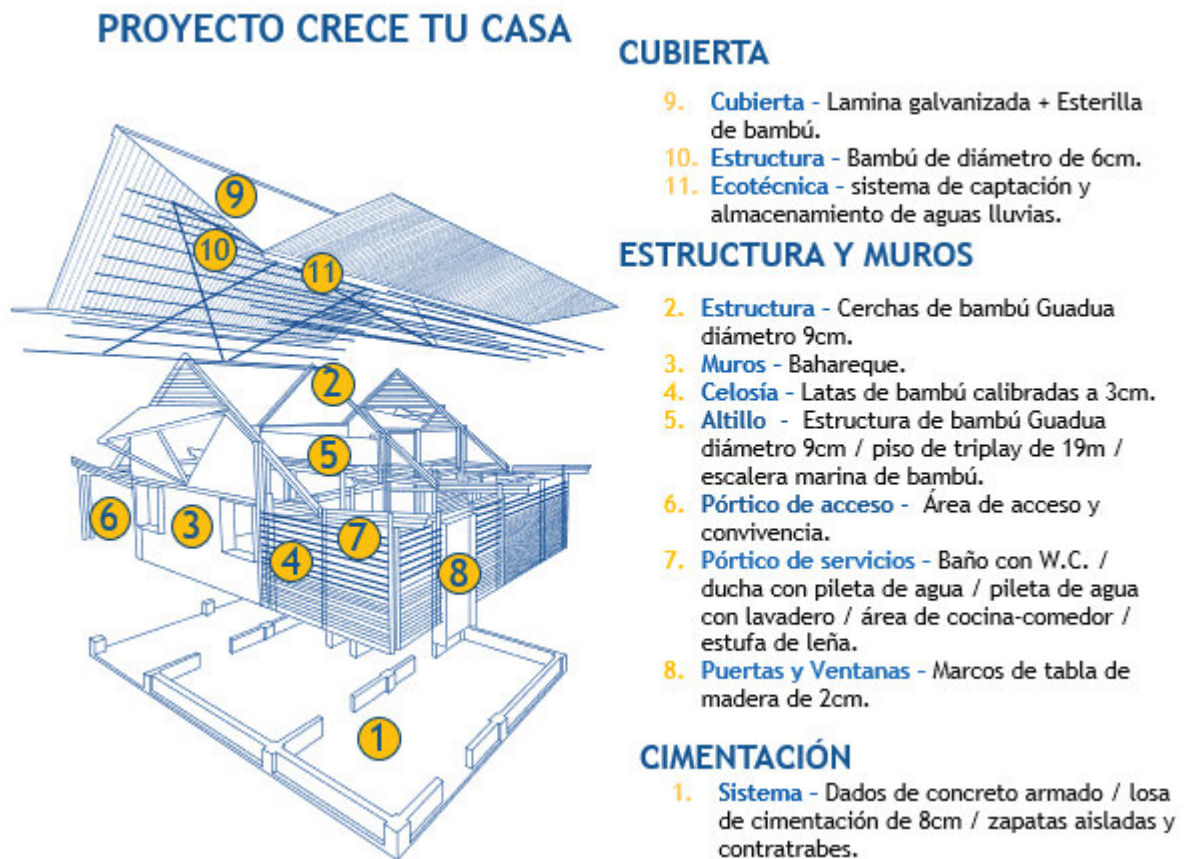 PROYECTO CRECE TU CASA
CUBIERTA
9. Cubierta - Lamina galvanizada + Esterilla
de bambú.
10. Estructura - Bambú de diámetro de 6cm.
11. Ecotécnica - sistema de captación y
almacenamiento de aguas lluvias.
ESTRUCTURA Y MUROS
2. Estructura - Cerchas de bambú Guadua
diámetro 9cm.
3. Muros - Bahareque.
4. Celosía - Latas de bambú calibradas a 3cm.
5. Altillo - Estructura de bambú Guadua
diámetro 9cm / piso de triplay de 19m /
escalera marina de bambú.
6. Pórtico de acceso - Área de acceso y
convivencia.
7. Pórtico de servicios - Baño con W.C. /
ducha con pileta de agua / pileta de agua
con lavadero / área de cocina-comedor /
estufa de leña.
8. Puertas y Ventanas - Marcos de tabla de
madera de 2cm.
CIMENTACIÓN
1. Sistema - Dados de concreto armado / losa
de cimentación de 8cm / zapatas aisladas y
contratrabes.
9
10
11
2
5
6
3
7
4
8
1